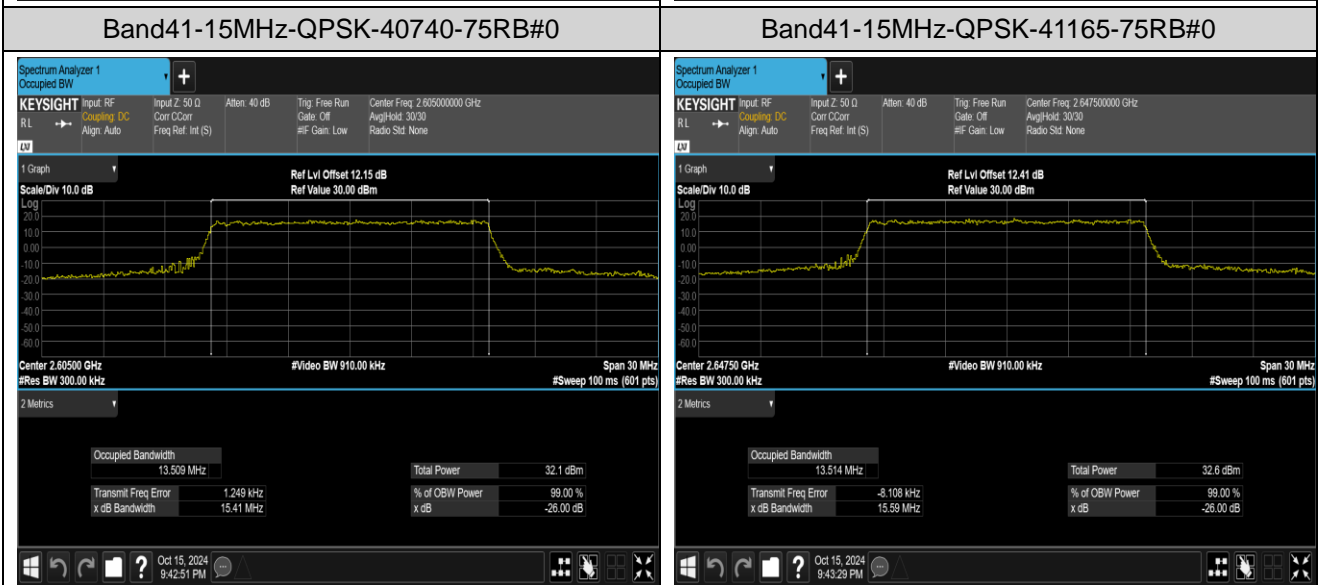 Band41-15MHz-QPSK-40740-75RB#0
Spectrum Analyzer 1
Occupied BW
KEYSIGHT Input: RF Input Z: 50 Ω Atten: 40 dB Trig: Free Run Center Freq: 2.605000000 GHz
RL Coupling: DC Corr CCorr Gate: Off Avg|Hold: 30/30
Align: Auto Freq Ref: Int (S) #IF Gain: Low Radio Std: None
LXI
1 Graph
Ref Lvl Offset 12.15 dB
Scale/Div 10.0 dB Ref Value 30.00 dBm
Log
20.0
10.0
0.00
-10.0
-20.0
-30.0
-40.0
-50.0
-60.0
Center 2.60500 GHz #Video BW 910.00 kHz Span 30 MHz
#Res BW 300.00 kHz #Sweep 100 ms (601 pts)
2 Metrics
Occupied Bandwidth
13.509 MHz Total Power 32.1 dBm
Transmit Freq Error 1.249 kHz % of OBW Power 99.00 %
x dB Bandwidth 15.41 MHz x dB -26.00 dB
Oct 15, 2024
9:42:51 PM
Band41-15MHz-QPSK-41165-75RB#0
Spectrum Analyzer 1
Occupied BW
KEYSIGHT Input: RF Input Z: 50 Ω Atten: 40 dB Trig: Free Run Center Freq: 2.647500000 GHz
RL Coupling: DC Corr CCorr Gate: Off Avg|Hold: 30/30
Align: Auto Freq Ref: Int (S) #IF Gain: Low Radio Std: None
LXI
1 Graph
Ref Lvl Offset 12.41 dB
Scale/Div 10.0 dB Ref Value 30.00 dBm
Log
20.0
10.0
0.00
-10.0
-20.0
-30.0
-40.0
-50.0
-60.0
Center 2.64750 GHz #Video BW 910.00 kHz Span 30 MHz
#Res BW 300.00 kHz #Sweep 100 ms (601 pts)
2 Metrics
Occupied Bandwidth
13.514 MHz Total Power 32.6 dBm
Transmit Freq Error -8.108 kHz % of OBW Power 99.00 %
x dB Bandwidth 15.59 MHz x dB -26.00 dB
Oct 15, 2024
9:43:29 PM